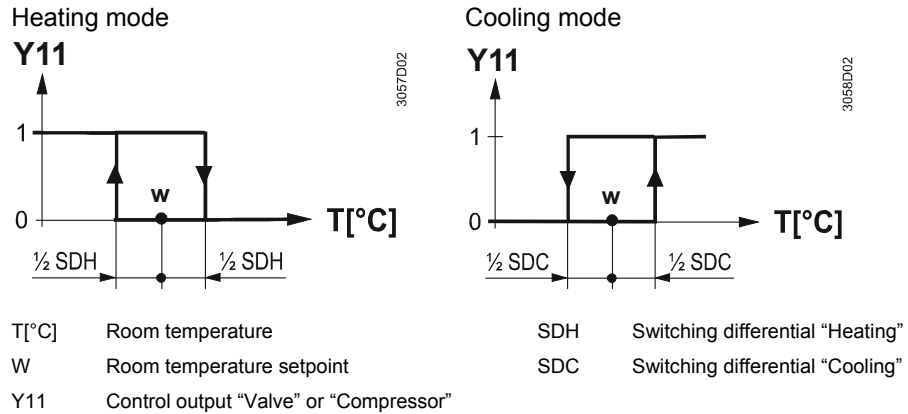 Heating mode
Y11
3057D02
1
w
0
T[°C]
½ SDH
½ SDH
Cooling mode
Y11
3058D02
1
w
0
T[°C]
½ SDC
½ SDC
T[°C] Room temperature
W Room temperature setpoint
Y11 Control output “Valve” or “Compressor”
SDH Switching differential “Heating”
SDC Switching differential “Cooling”